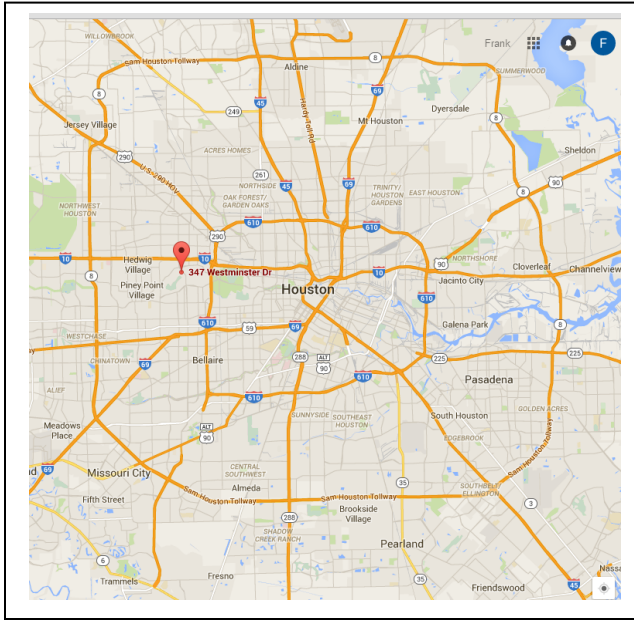 WILLOWBROOK
Frank
F
8
Sam Houston Tollway
Aldine
8
69
SUMMERWOOD
45
Hardy Toll Rd
8
249
Dyersdale
Mt Houston
8
Jersey Village
ACRES HOMES
Sheldon
290
U.S. 290 HOV
261
NORTHSIDE
45
69
TRINITY/
HOUSTON
GARDENS
EAST HOUSTON
90
8
NORTHWEST
HOUSTON
OAK FOREST/
GARDEN OAKS
610
610
290
NORTHSHORE
10
Hedwig
Village
10
347 Westminster Dr
90
Cloverleaf
Channelview
8
Piney Point
Village
10
Jacinto City
Houston
610
610
59
69
Galena Park
8
WESTCHASE
CHINATOWN
69
Bellaire
288
ALT
90
225
225
610
Pasadena
ALIEF
610
GOLDEN ACRES
Meadows
Place
ALT
90
SUNNYSIDE
SOUTHEAST
HOUSTON
South Houston
EDGEBROOK
69
Missouri City
CENTRAL
SOUTHWEST
35
Sam Houston Tollway
Almeda
SOUTHBELT/
ELLINGTON
Fifth Street
Sam Houston Tollway
Sam Houston Tollway
3
Brookside
Village
288
SHADOW
CREEK RANCH
Pearland
6
Trammels
Fresno
35
Friendswood
45
Nassa